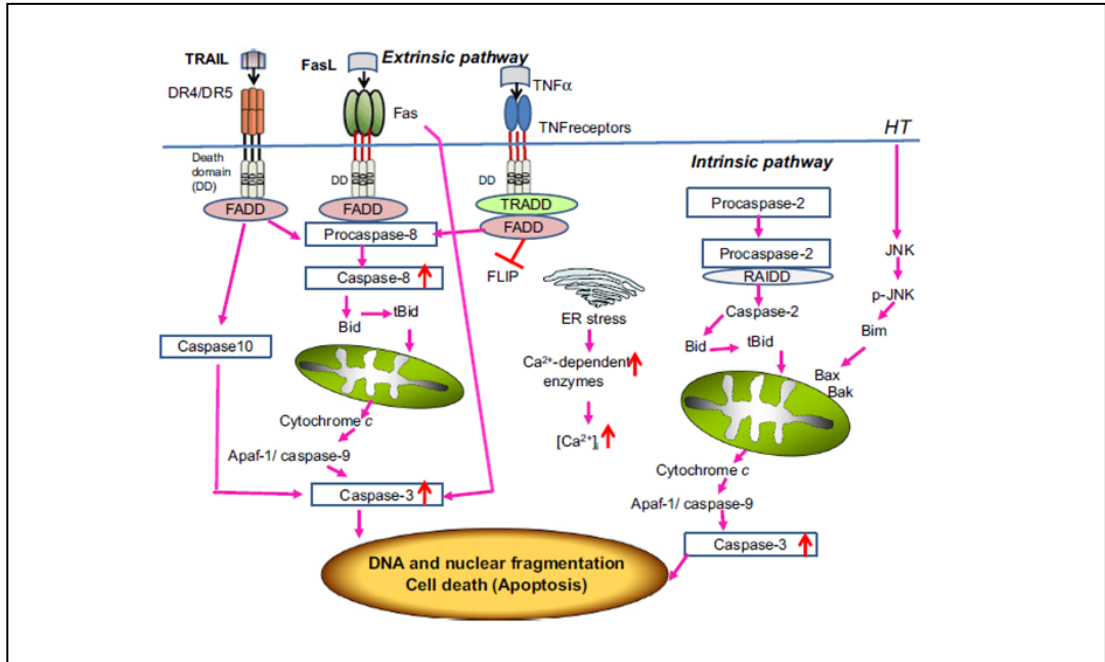 TRAIL
FasL
Extrinsic pathway
TNFα
DR4/DR5
Fas
TNFreceptors
HT
Death
domain
(DD)
DD
DD
Intrinsic pathway
FADD
FADD
TRADD
FADD
Procaspase-8
Procaspase-2
Caspase-8
FLIP
Procaspase-2
RAIDD
JNK
p-JNK
Bid
tBid
ER stress
Caspase-2
Bim
Caspase10
Bid
tBid
Ca²⁺-dependent
enzymes
Bax
Bak
Cytochrome c
[Ca²⁺]i
Apaf-1/ caspase-9
Cytochrome c
Caspase-3
Apaf-1/ caspase-9
Caspase-3
DNA and nuclear fragmentation
Cell death (Apoptosis)